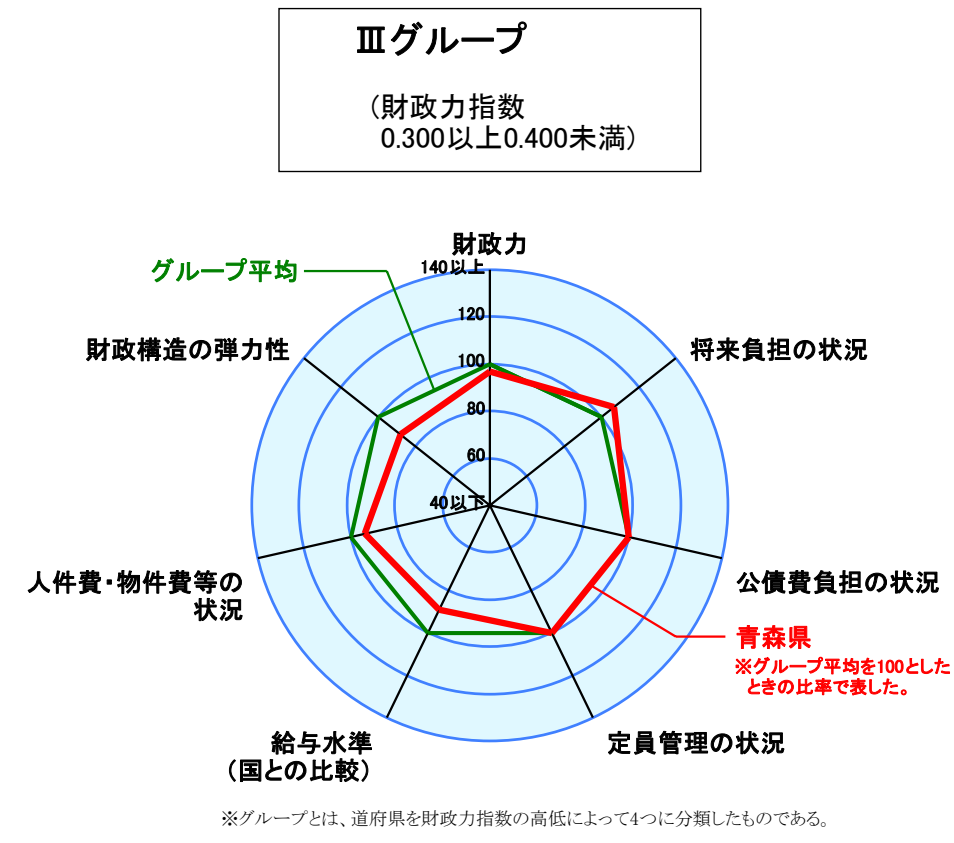 Ⅲグループ
（財政力指数
0.300以上0.400未満）
財政力
140以上
グループ平均
120
財政構造の弾力性
将来負担の状況
100
80
60
40以下
人件費・物件費等の
状況
公債費負担の状況
青森県
※グループ平均を100とした
ときの比率で表した。
給与水準
（国との比較）
定員管理の状況
※グループとは、道府県を財政力指数の高低によって4つに分類したものである。